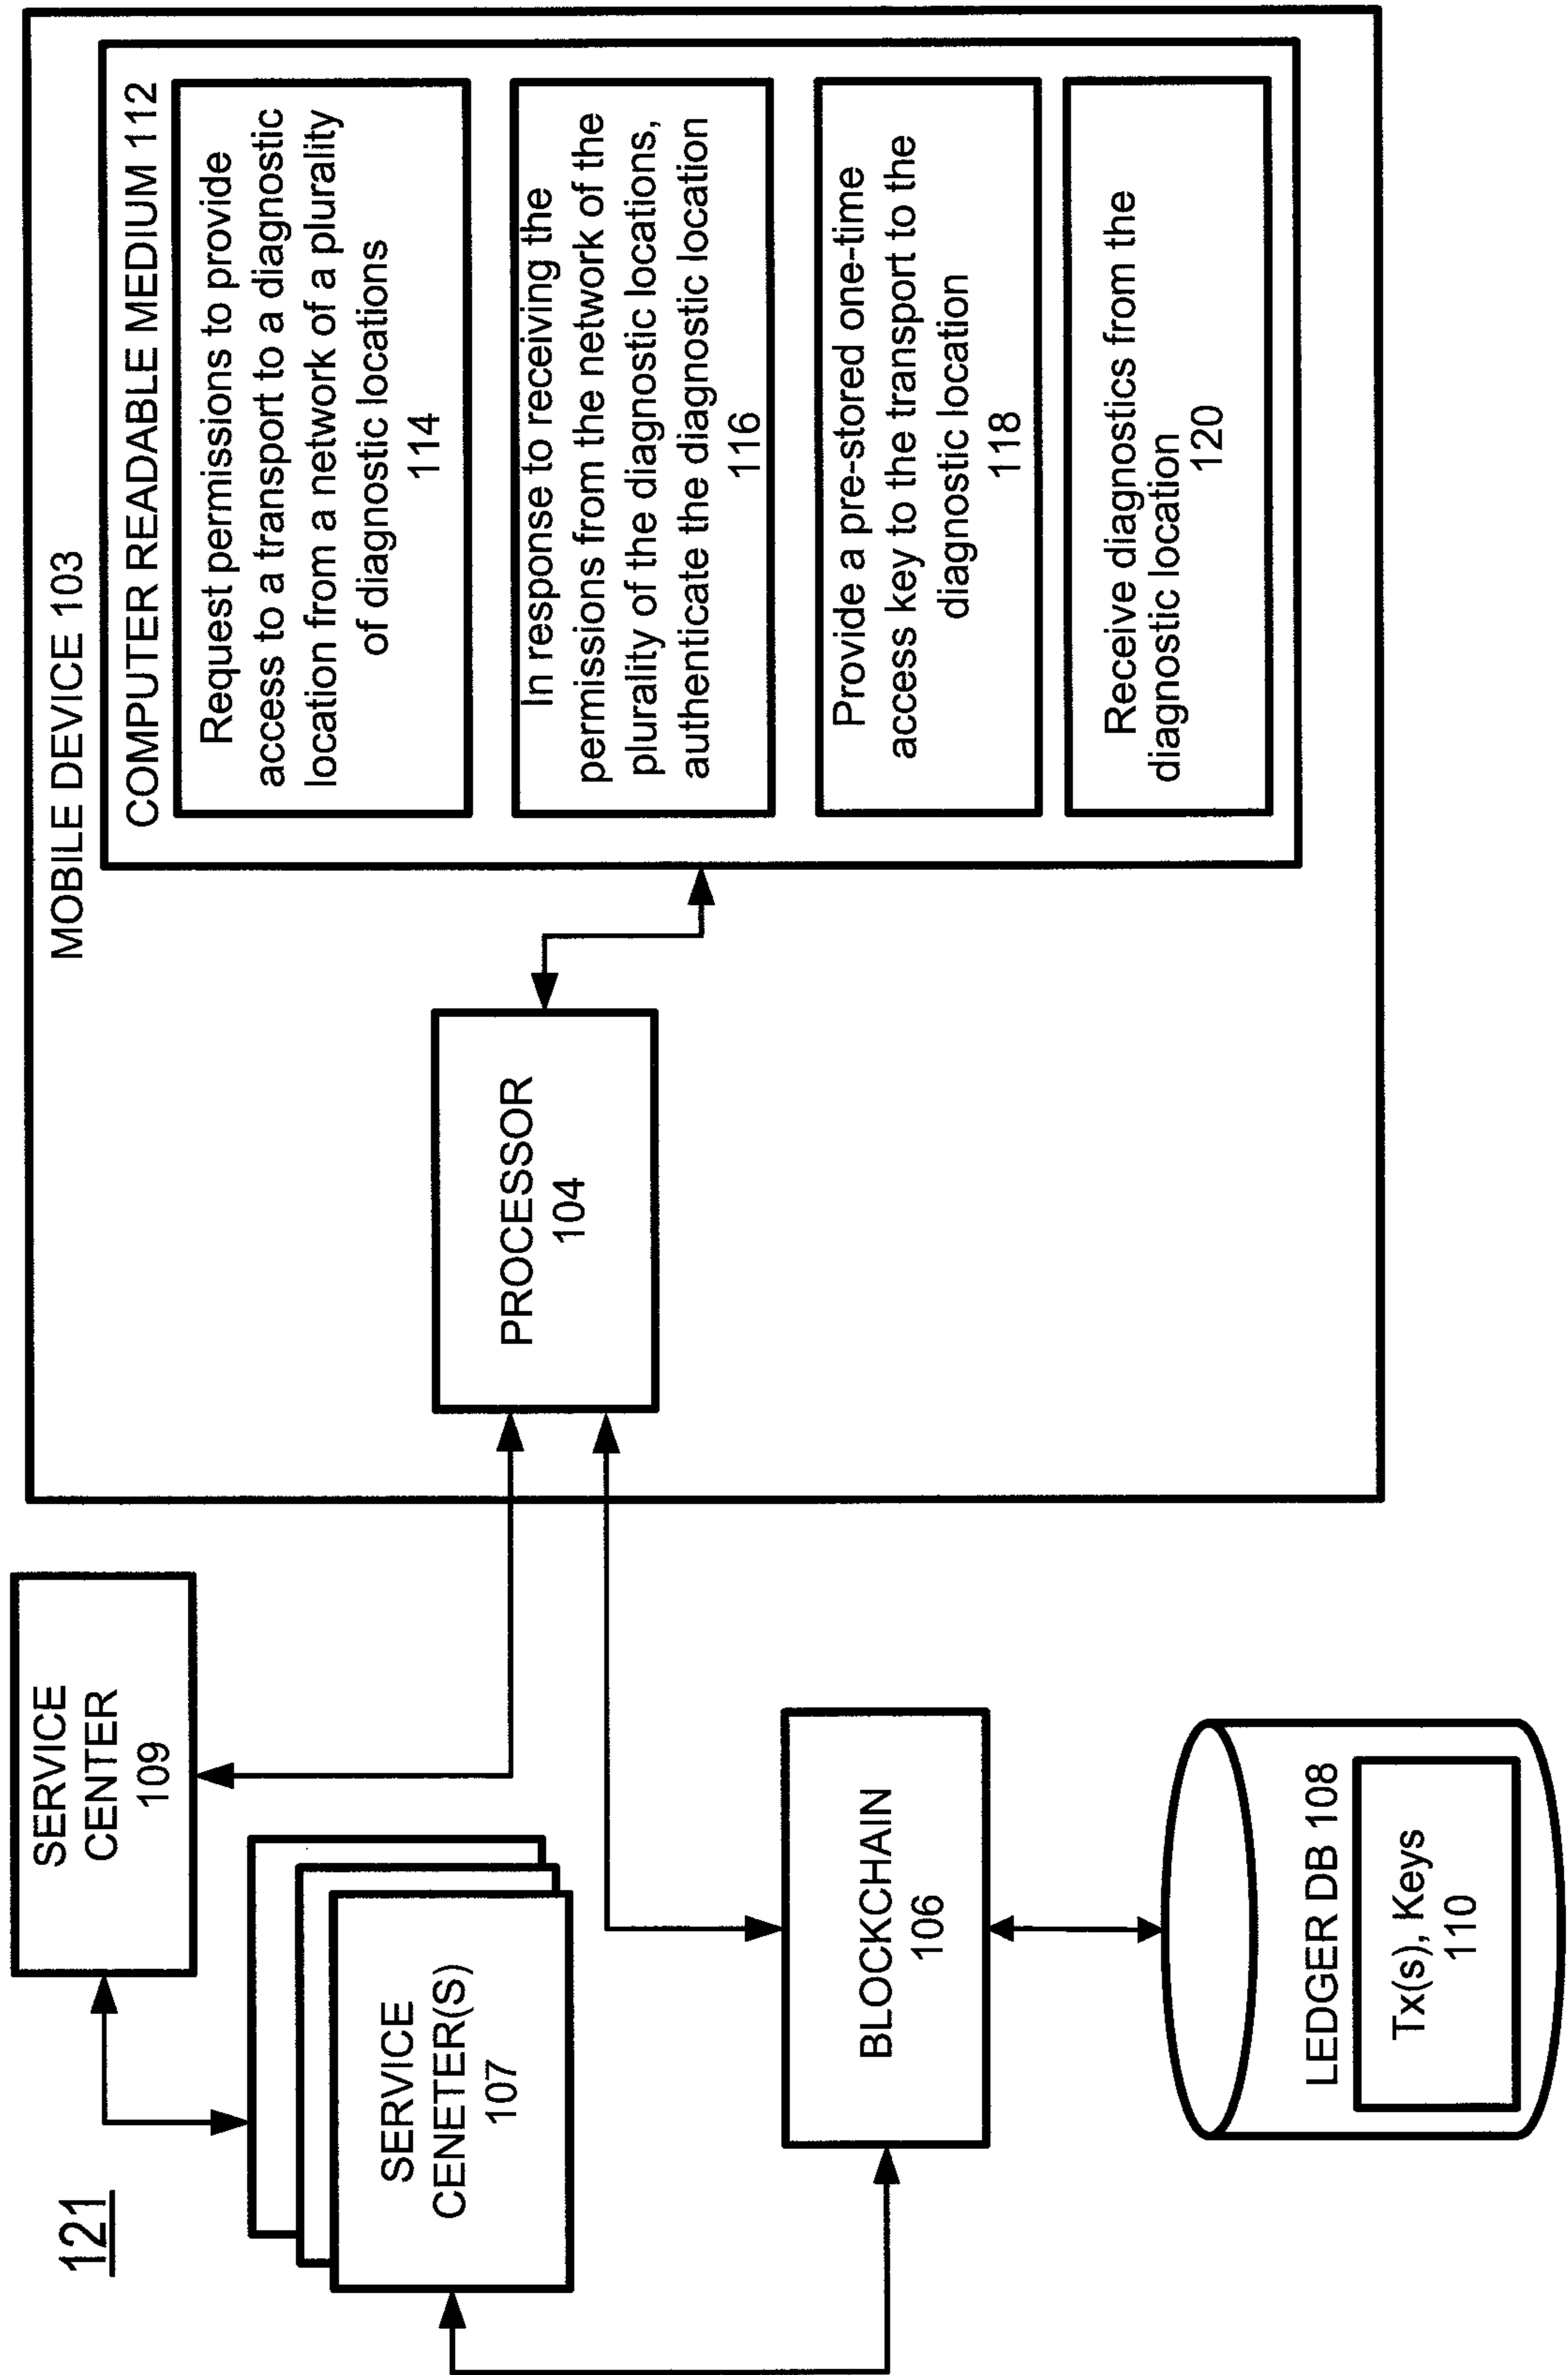 121
SERVICE
CENTER
109
SERVICE
CENETER(S)
107
BLOCKCHAIN
106
LEDGER DB 108
Tx(s), Keys
110
MOBILE DEVICE 103
PROCESSOR
104
COMPUTER READABLE MEDIUM 112
Request permissions to provide
access to a transport to a diagnostic
location from a network of a plurality
of diagnostic locations
114
In response to receiving the
permissions from the network of the
plurality of the diagnostic locations,
authenticate the diagnostic location
116
Provide a pre-stored one-time
access key to the transport to the
diagnostic location
118
Receive diagnostics from the
diagnostic location
120